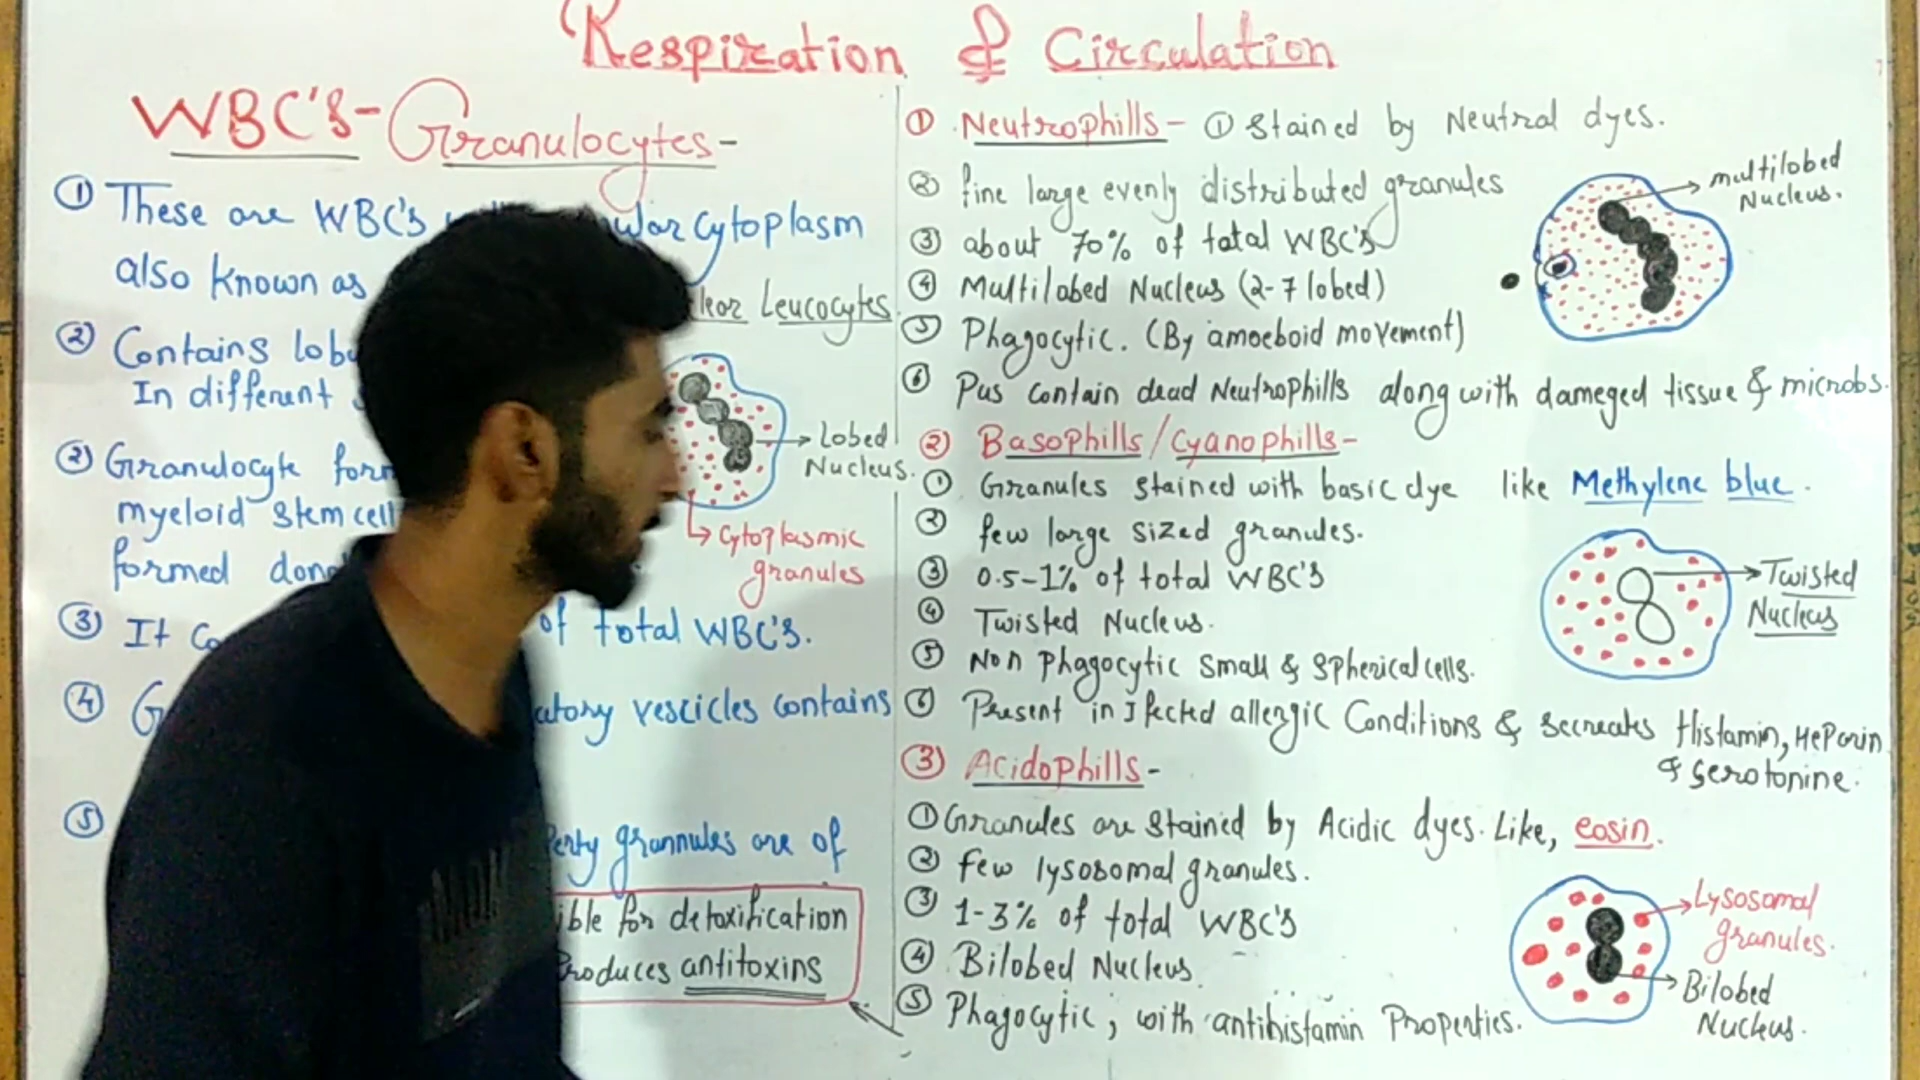 Respiration & Circulation
WBC's - Granulocytes -
① These are WBC's cytoplasm
also known as Leucocytes.
② Contains
In different
Lobed
Nucleus.
② Granulocyte
myeloid stem cell
formed
Cytoplasmic
granules
③ It of total WBC's.
④ vescicles contains
⑤
grannules are of
for detoxification
Produces antitoxins
① Neutrophills - ① Stained by Neutral dyes.
② fine large evenly distributed granules
③ about 70% of total WBC's
④ Multilobed Nucleus (2-7 lobed)
⑤ Phagocytic. (By amoeboid movement)
⑥ Pus contain dead Neutrophills along with dameged tissue & microbs.
multilobed
Nucleus.
② Basophills/Cyanophills -
① Granules stained with basic dye like Methylene blue.
② few large sized granules.
③ 0.5-1% of total WBC's
④ Twisted Nucleus.
⑤ Non Phagocytic small & spherical cells.
⑥ Present in Ifected allergic Conditions & secreates Histamin, Heparin
& Serotonine.
Twisted
Nucleus
③ Acidophills -
① Granules are stained by Acidic dyes. Like, eosin.
② few lysosomal granules.
③ 1-3% of total WBC's
④ Bilobed Nucleus.
⑤ Phagocytic, with antihistamin Properties.
Lysosomal
granules.
Bilobed
Nucleus.